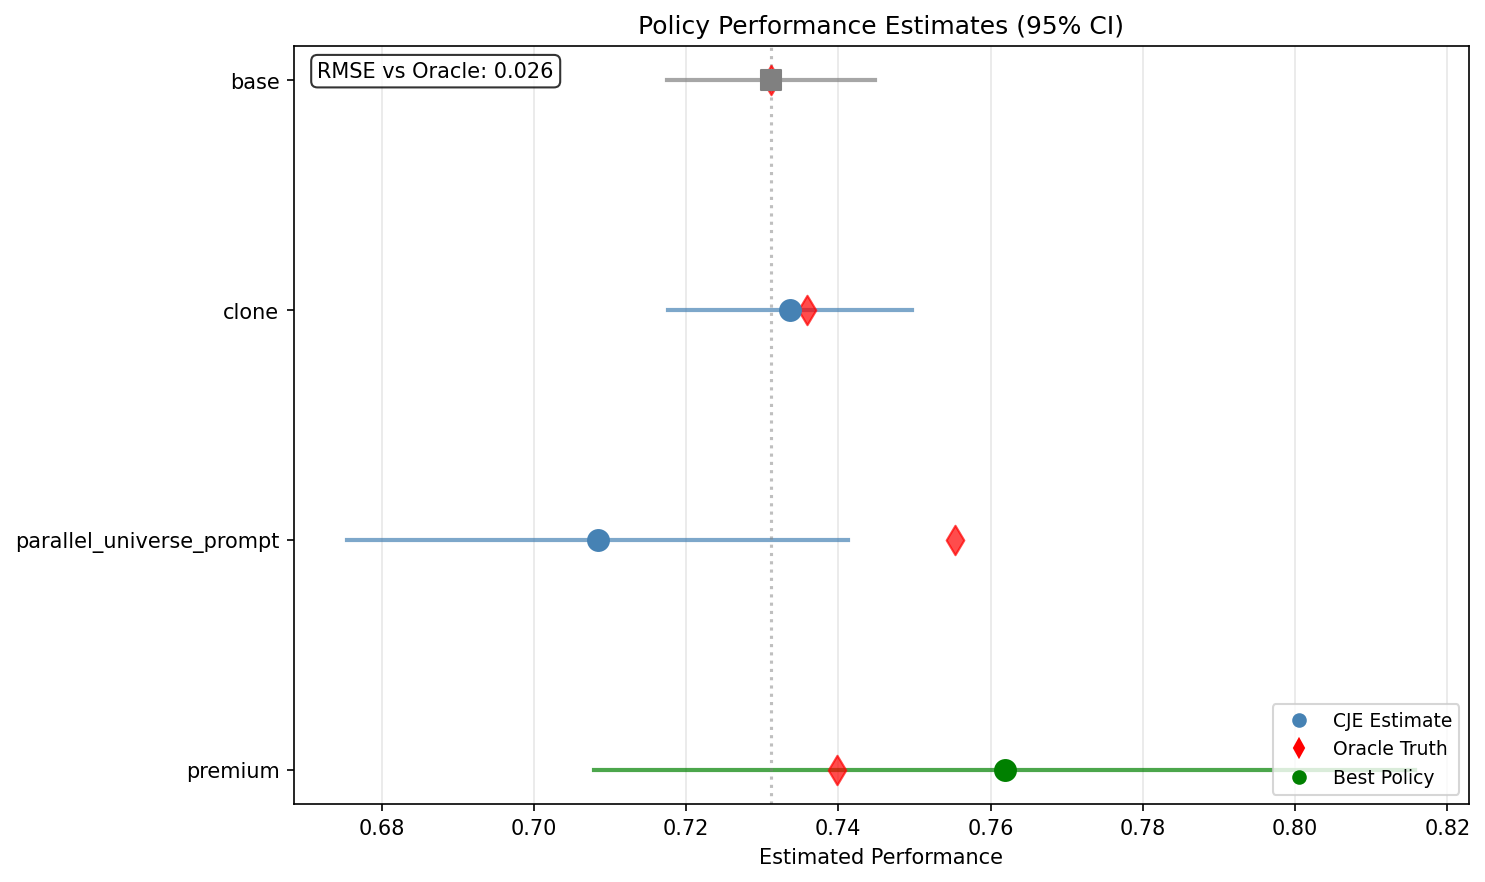 Policy Performance Estimates (95% CI)
RMSE vs Oracle: 0.026
base
clone
parallel_universe_prompt
premium
CJE Estimate
Oracle Truth
Best Policy
0.68 0.70 0.72 0.74 0.76 0.78 0.80 0.82
Estimated Performance